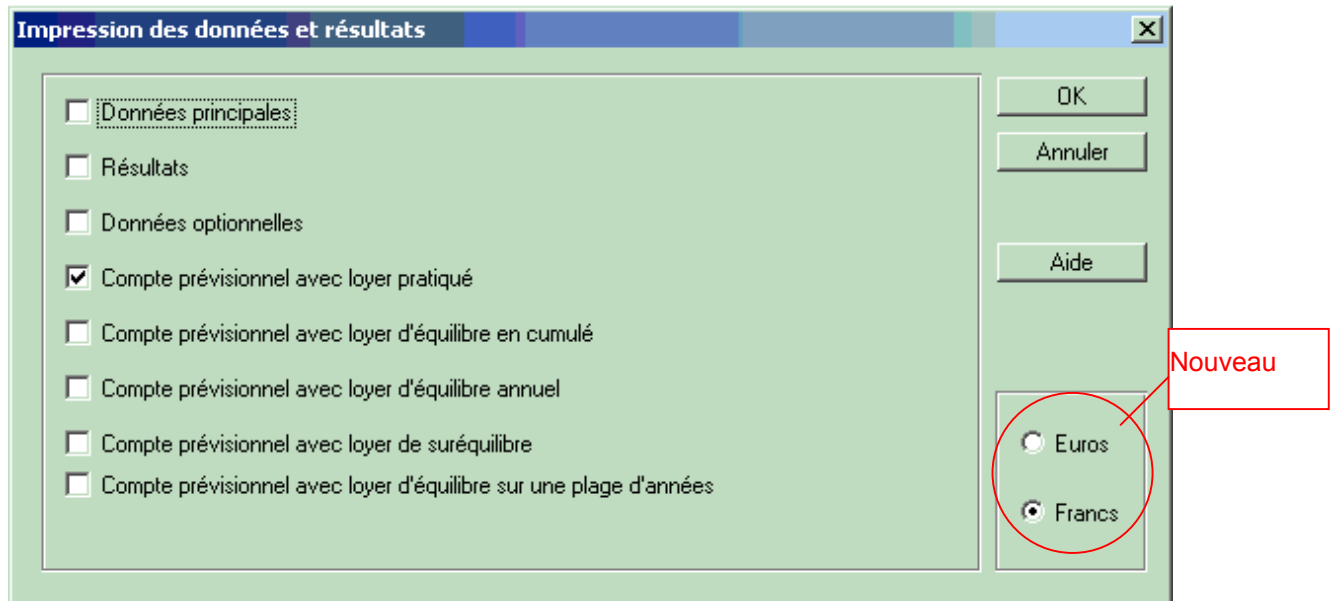 Impression des données et résultats
Données principales
Résultats
Données optionnelles
Compte prévisionnel avec loyer pratiqué
Compte prévisionnel avec loyer d'équilibre en cumulé
Compte prévisionnel avec loyer d'équilibre annuel
Compte prévisionnel avec loyer de suréquilibre
Compte prévisionnel avec loyer d'équilibre sur une plage d'années
OK
Annuler
Aide
Nouveau
Euros
Francs